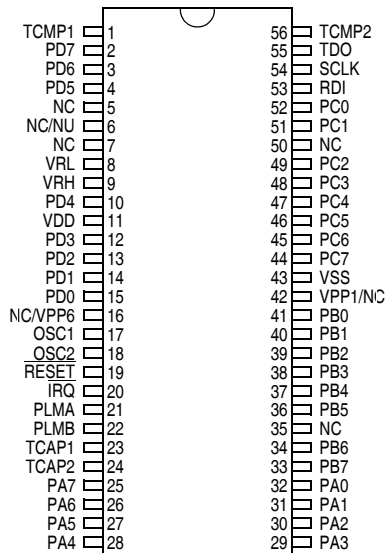 TCMP1 1 56 TCMP2
PD7 2 55 TDO
PD6 3 54 SCLK
PD5 4 53 RDI
NC 5 52 PC0
NC/NU 6 51 PC1
NC 7 50 NC
VRL 8 49 PC2
VRH 9 48 PC3
PD4 10 47 PC4
VDD 11 46 PC5
PD3 12 45 PC6
PD2 13 44 PC7
PD1 14 43 VSS
PD0 15 42 VPP1/NC
NC/VPP6 16 41 PB0
OSC1 17 40 PB1
OSC2 18 39 PB2
RESET 19 38 PB3
IRQ 20 37 PB4
PLMA 21 36 PB5
PLMB 22 35 NC
TCAP1 23 34 PB6
TCAP2 24 33 PB7
PA7 25 32 PA0
PA6 26 31 PA1
PA5 27 30 PA2
PA4 28 29 PA3